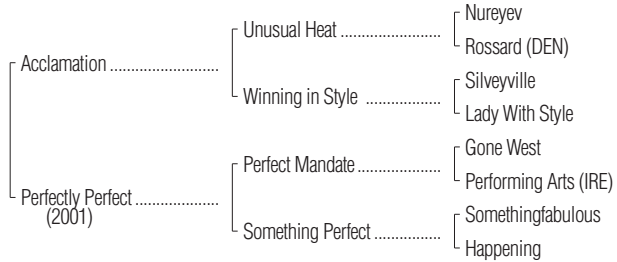 Nureyev
Unusual Heat ...................
Rossard (DEN)
Acclamation ........................
Silveyville
Winning in Style ..................
Lady With Style
Gone West
Perfect Mandate....................
Performing Arts (IRE)
Perfectly Perfect..................
(2001)
Somethingfabulous
Something Perfect................
Happening